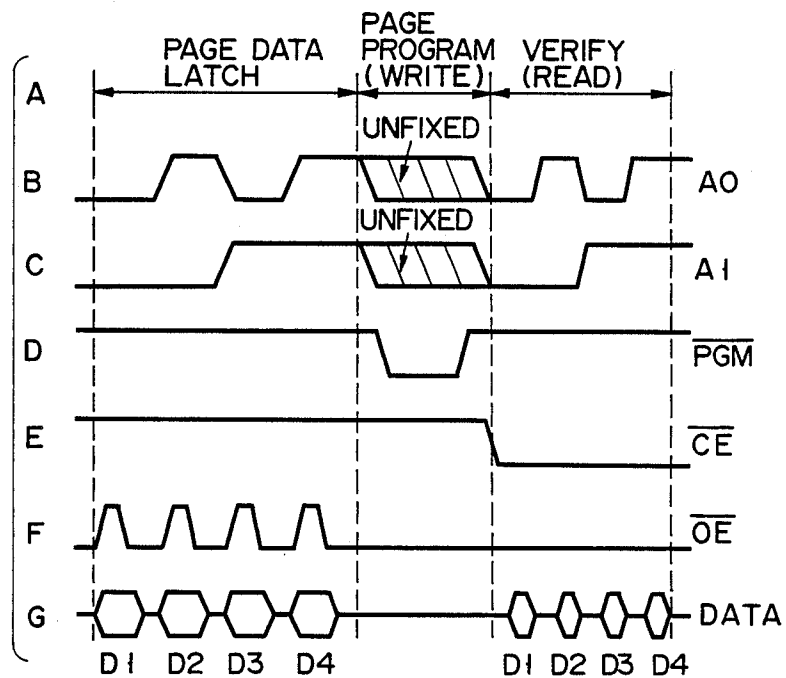 PAGE DATA LATCH
PAGE PROGRAM (WRITE)
VERIFY (READ)
A
UNFIXED
B
A0
UNFIXED
C
A1
D
PGM
E
CE
F
OE
G
DATA
D1 D2 D3 D4 D1 D2 D3 D4